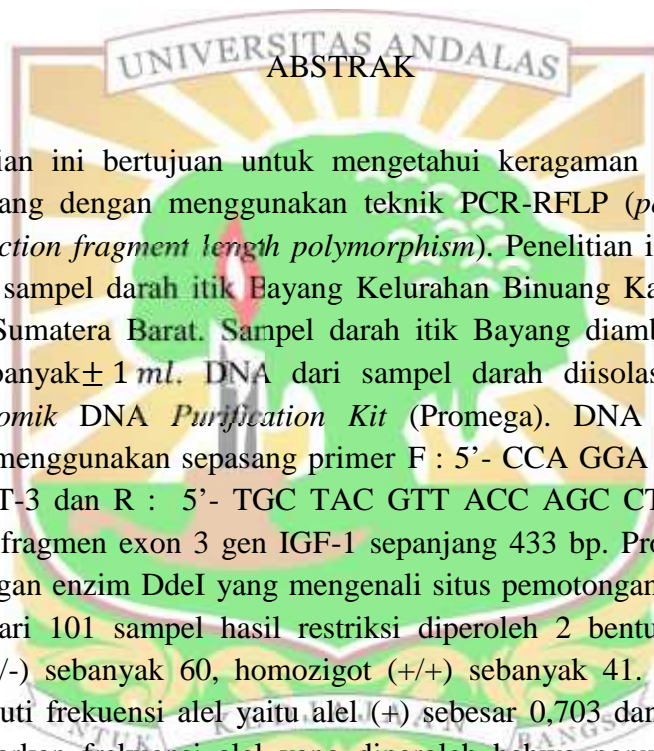 UNIVERSITAS ANDALAS
ABSTRAK
ian ini bertujuan untuk mengetahui keragaman
ang dengan menggunakan teknik PCR-RFLP (po
ction fragment length polymorphism). Penelitian i
sampel darah itik Bayang Kelurahan Binuang Ka
Sumatera Barat. Sampel darah itik Bayang diamb
banyak± 1 ml. DNA dari sampel darah diisolas
omik DNA Purification Kit (Promega). DNA
menggunakan sepasang primer F : 5’- CCA GGA
T-3 dan R : 5’- TGC TAC GTT ACC AGC CT
fragmen exon 3 gen IGF-1 sepanjang 433 bp. Pro
gan enzim DdeI yang mengenali situs pemotongan
ari 101 sampel hasil restriksi diperoleh 2 bentu
/-) sebanyak 60, homozigot (+/+) sebanyak 41.
uti frekuensi alel yaitu alel (+) sebesar 0,703 dan